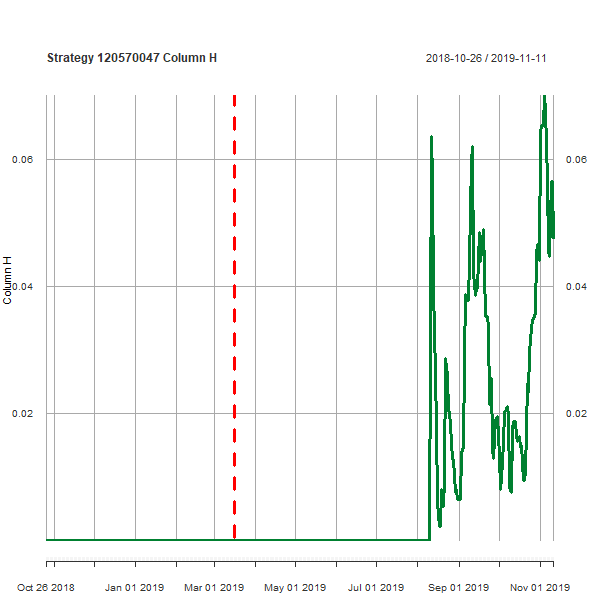 Strategy 120570047 Column H
2018-10-26 / 2019-11-11
0.06
0.06
Column H
0.04
0.04
0.02
0.02
Oct 26 2018
Jan 01 2019
Mar 01 2019
May 01 2019
Jul 01 2019
Sep 01 2019
Nov 01 2019